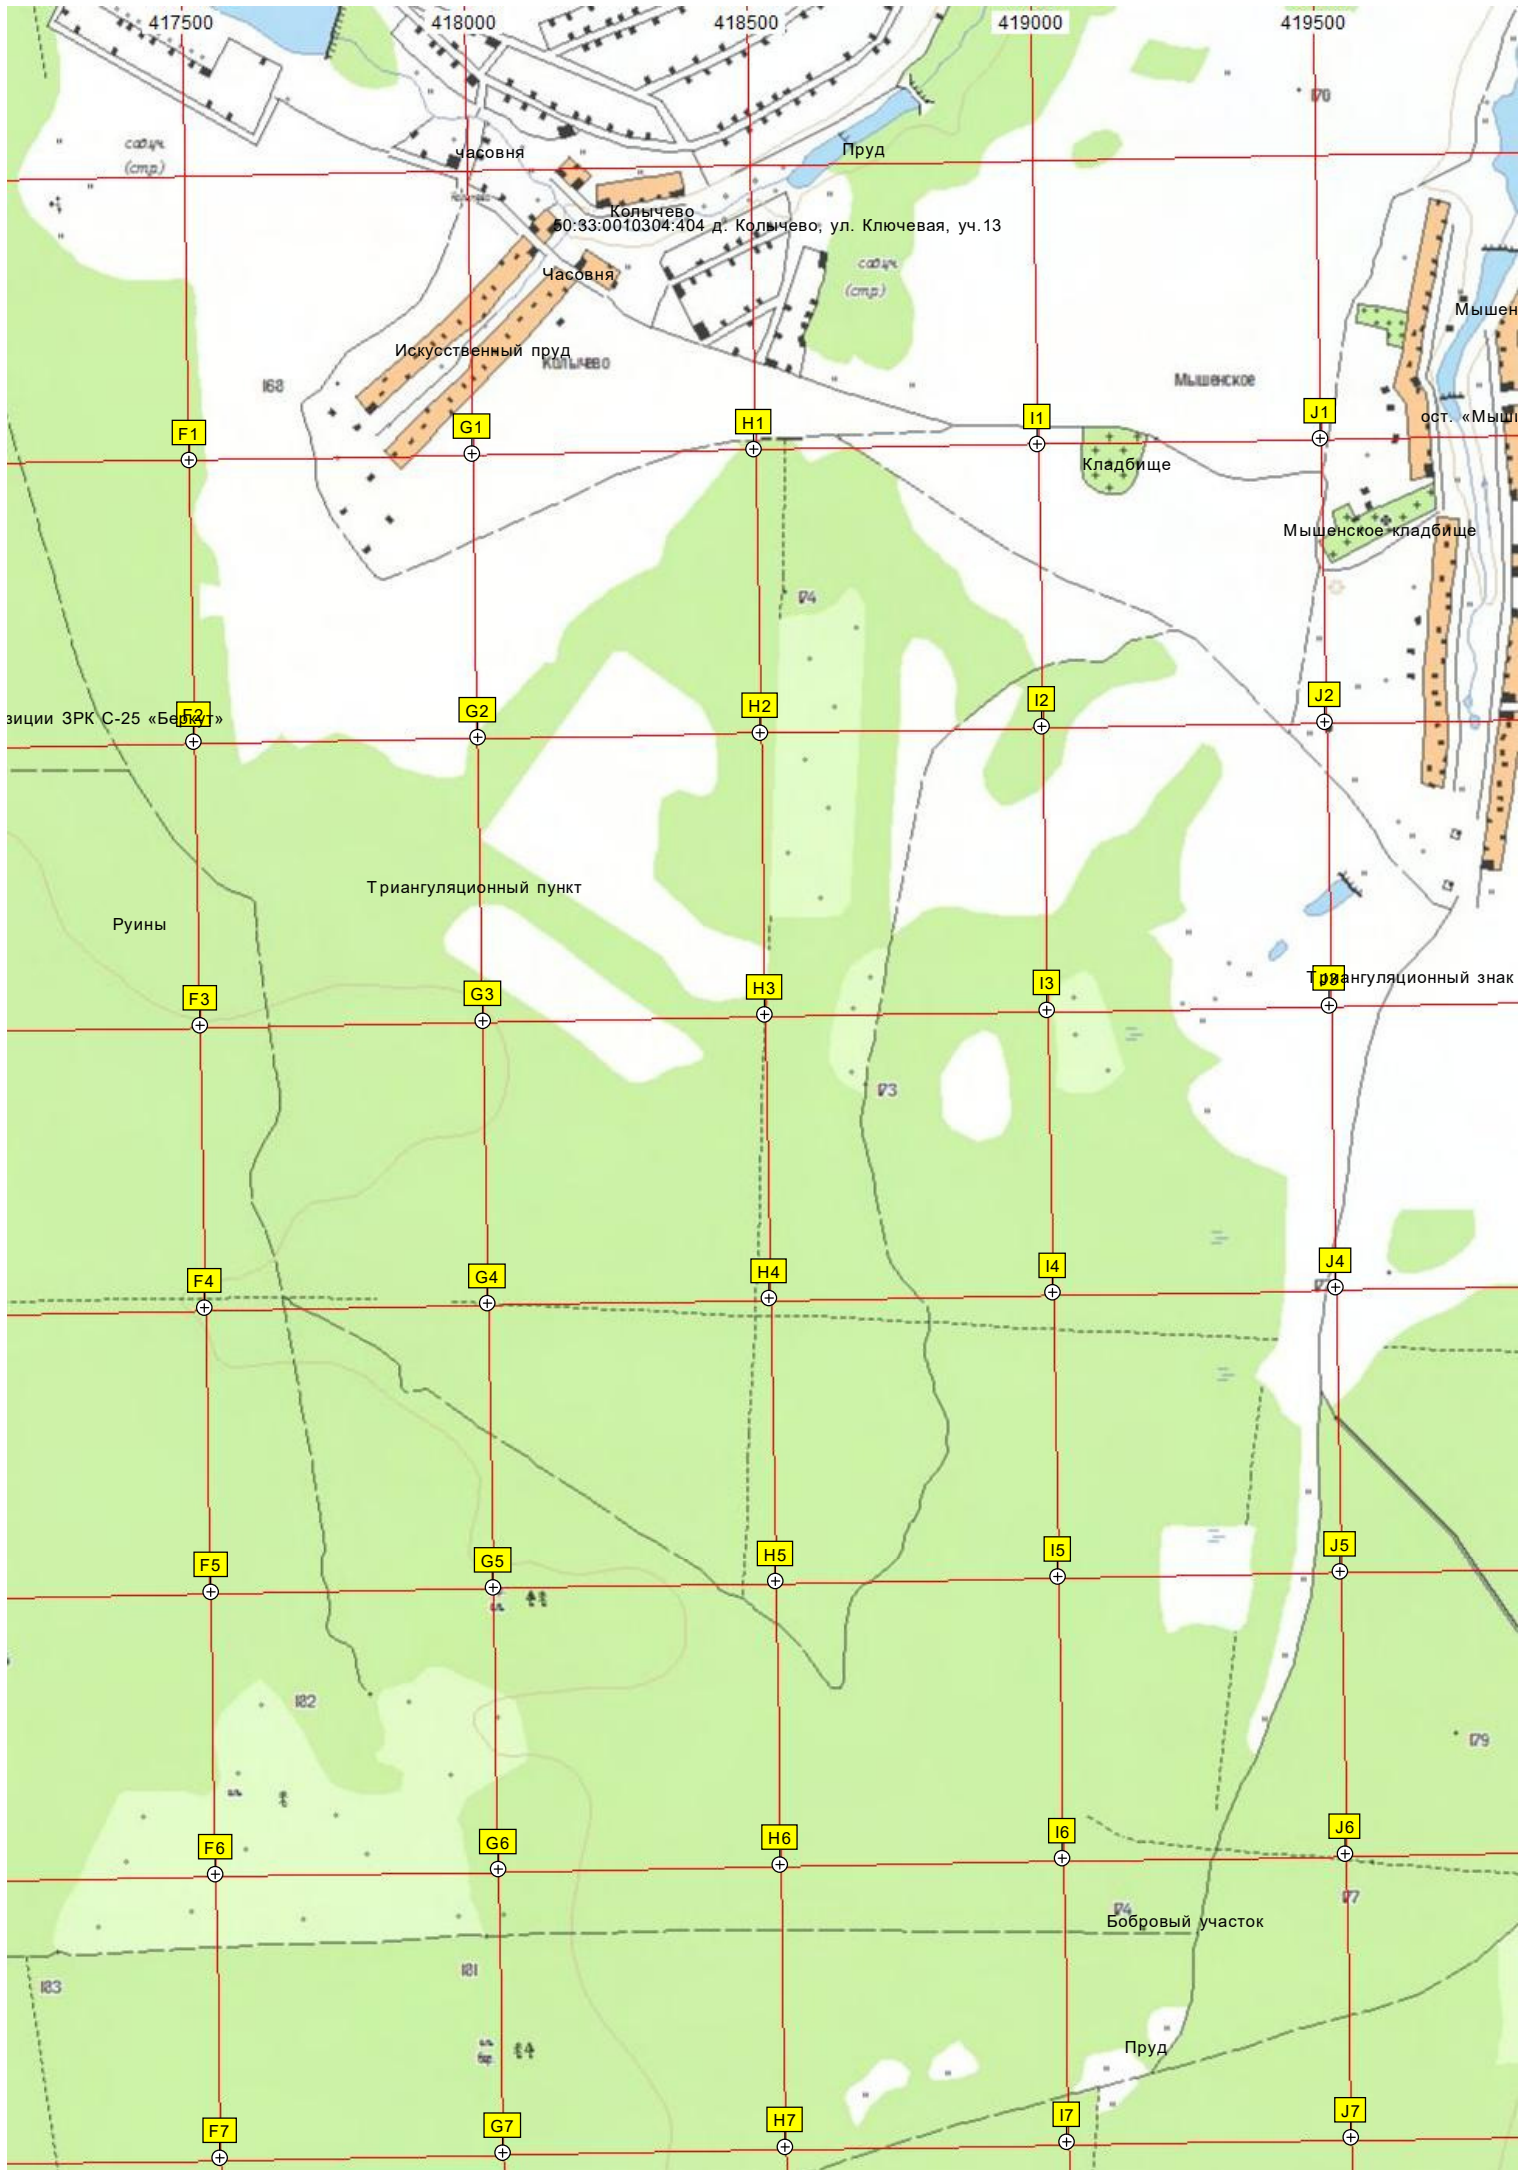 417500 418000 418500 419000 419500
170
садуч.
(стр.)
часовня
Пруд
Колычево
50:33:0010304:404 д. Колычево, ул. Ключевая, уч.13
Часовня
садуч.
(стр.)
Мышен
Искусственный пруд
КОЛЫЧЕВО
168
Мышенское
F1 G1 H1 I1 J1
ост. «Мыш
Кладбище
Мышенское кладбище
174
зиции ЗРК С-25 «Беркут»
F2 G2 H2 I2 J2
Триангуляционный пункт
Руины
Триангуляционный знак
F3 G3 H3 I3 J3
173
F4 G4 H4 I4 J4
F5 G5 H5 I5 J5
182
179
F6 G6 H6 I6 J6
177
174
Бобровый участок
181
183
Пруд
F7 G7 H7 I7 J7